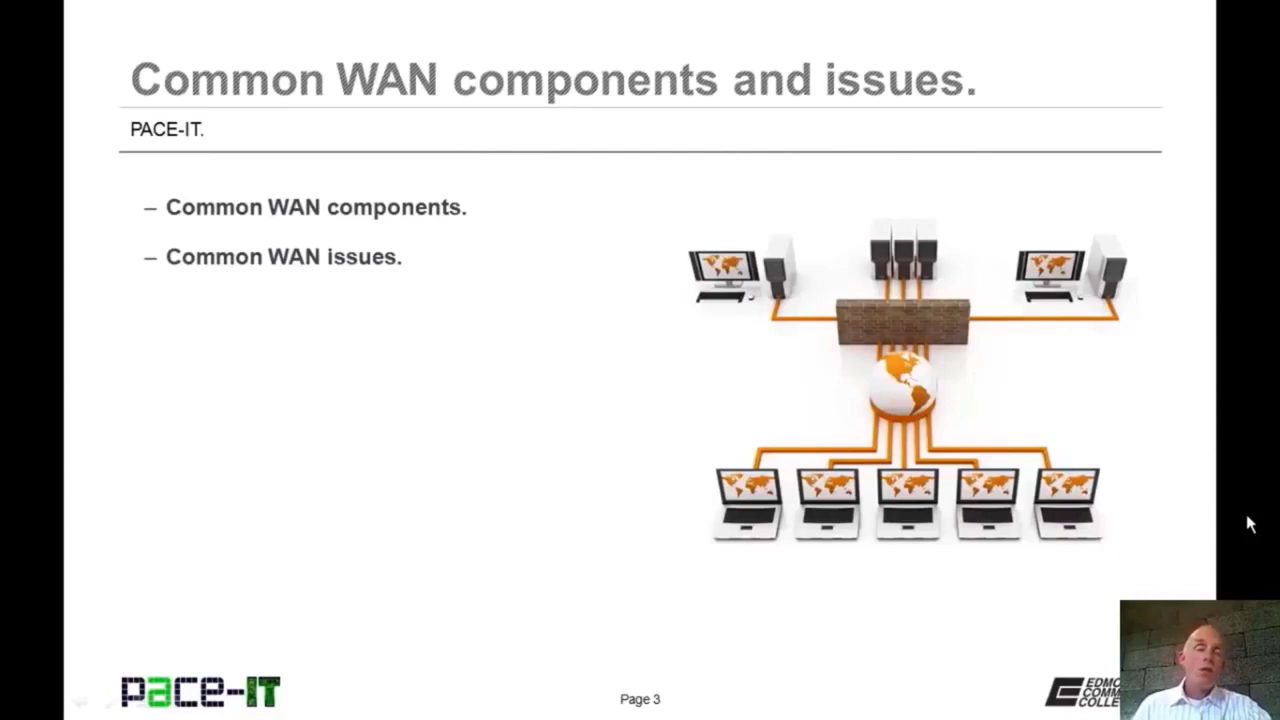 Common WAN components and issues.
PACE-IT.
– Common WAN components.
– Common WAN issues.
pace-IT
Page 3